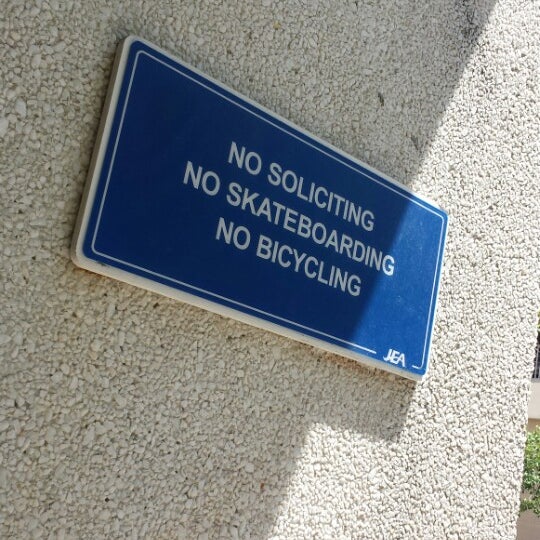 NO SOLICITING
NO SKATEBOARDING
NO BICYCLING
JEA